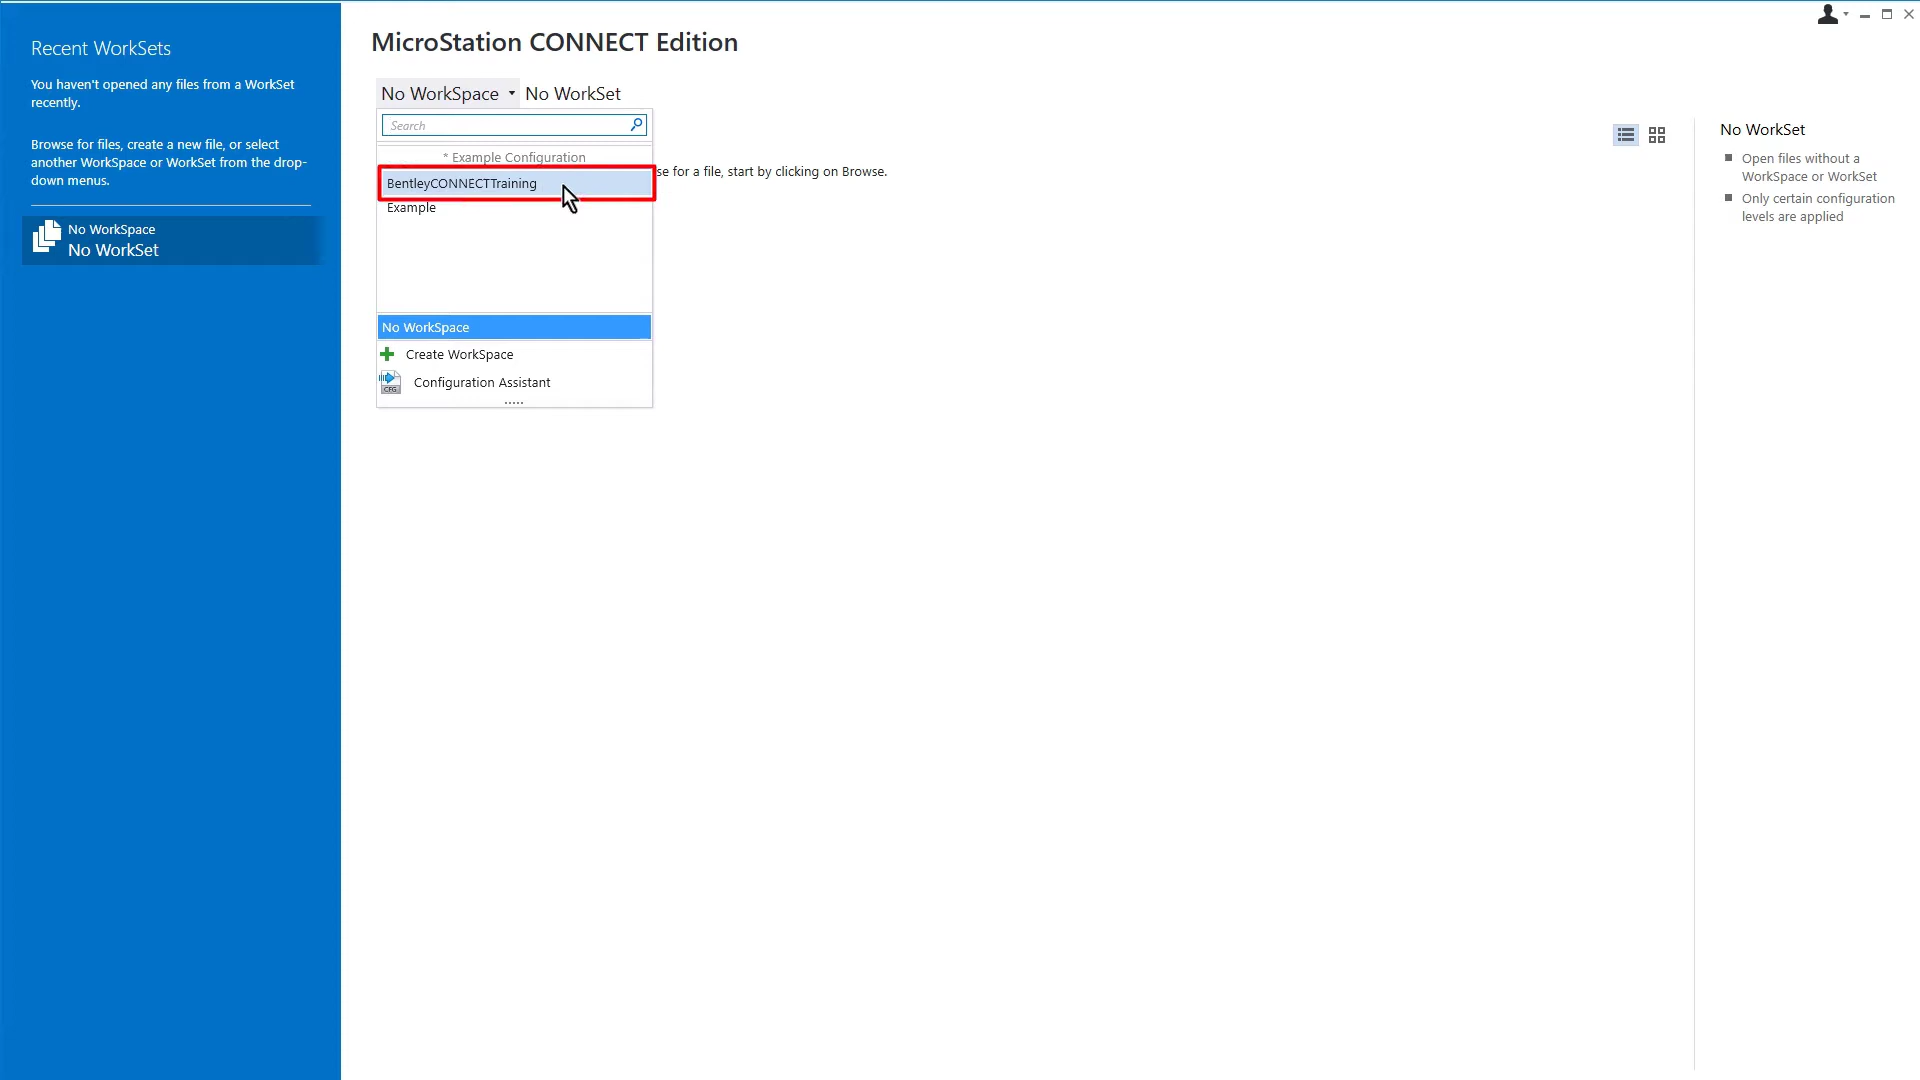 Recent WorkSets
You haven't opened any files from a WorkSet
recently.
Browse for files, create a new file, or select
another WorkSpace or WorkSet from the drop-
down menus.
No WorkSpace
No WorkSet
MicroStation CONNECT Edition
No WorkSpace No WorkSet
Search
* Example Configuration
BentleyCONNECTTraining
Example
No WorkSpace
Create WorkSpace
CFG
Configuration Assistant
se for a file, start by clicking on Browse.
No WorkSet
Open files without a
WorkSpace or WorkSet
Only certain configuration
levels are applied